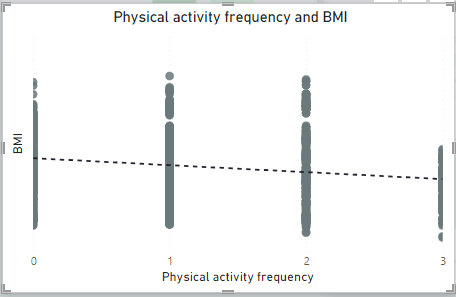 Physical activity frequency and BMI
BMI
0 1 2 3
Physical activity frequency